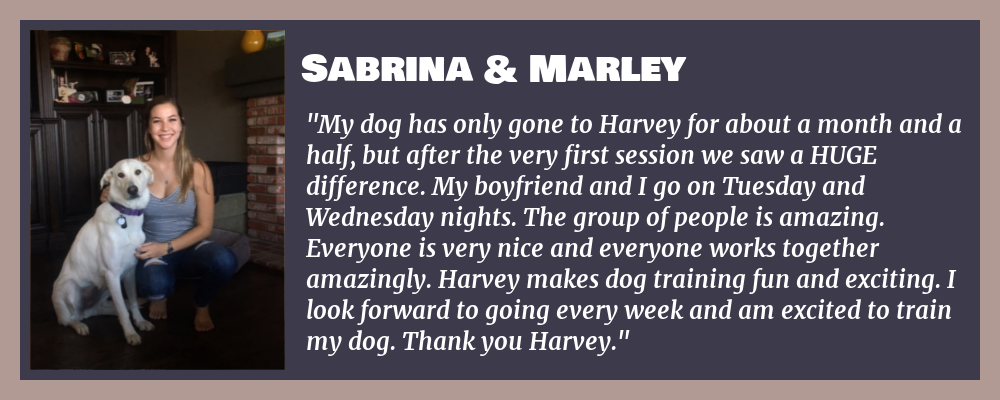 Sabrina & Marley
"My dog has only gone to Harvey for about a month and a
half, but after the very first session we saw a HUGE
difference. My boyfriend and I go on Tuesday and
Wednesday nights. The group of people is amazing.
Everyone is very nice and everyone works together
amazingly. Harvey makes dog training fun and exciting. I
look forward to going every week and am excited to train
my dog. Thank you Harvey."